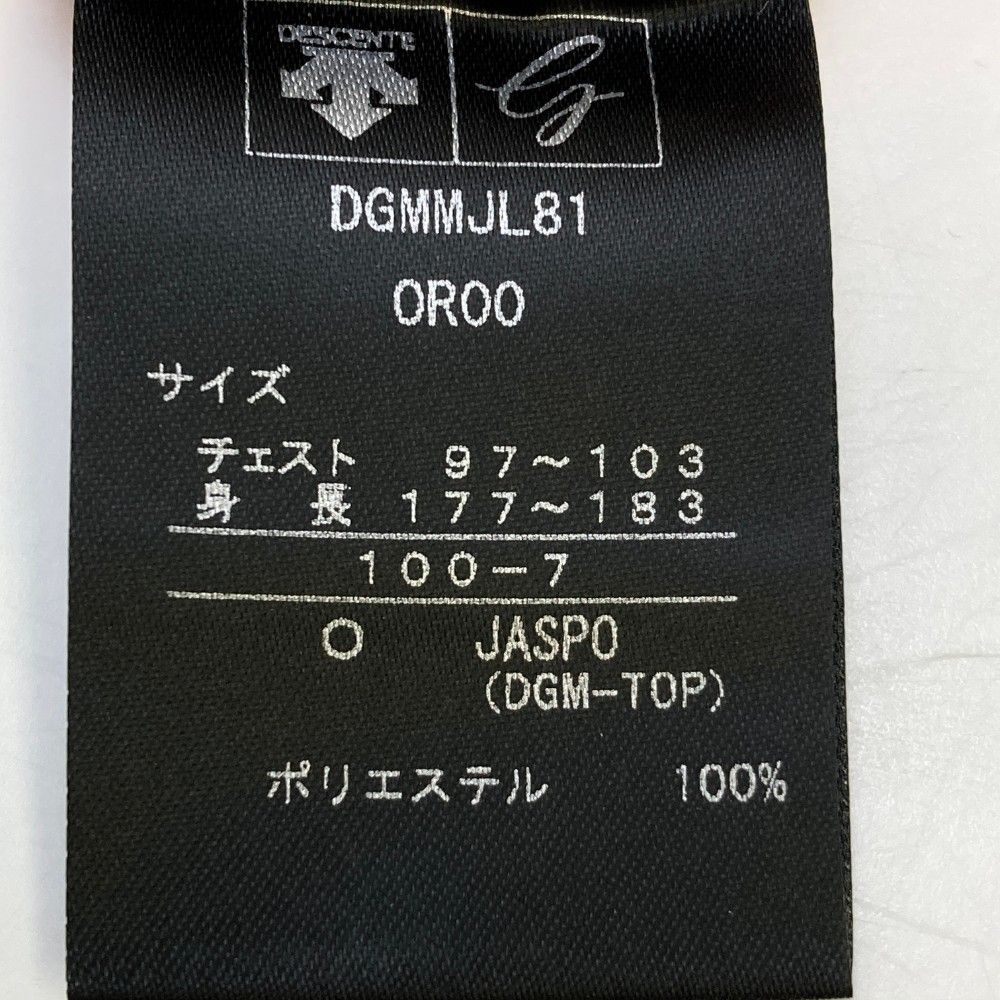 DESCENTE
DGMMJL81
OR00
サイズ
チェスト 97~103
身長 177~183
100-7
O JASPO
(DGM-TOP)
ポリエステル 100%